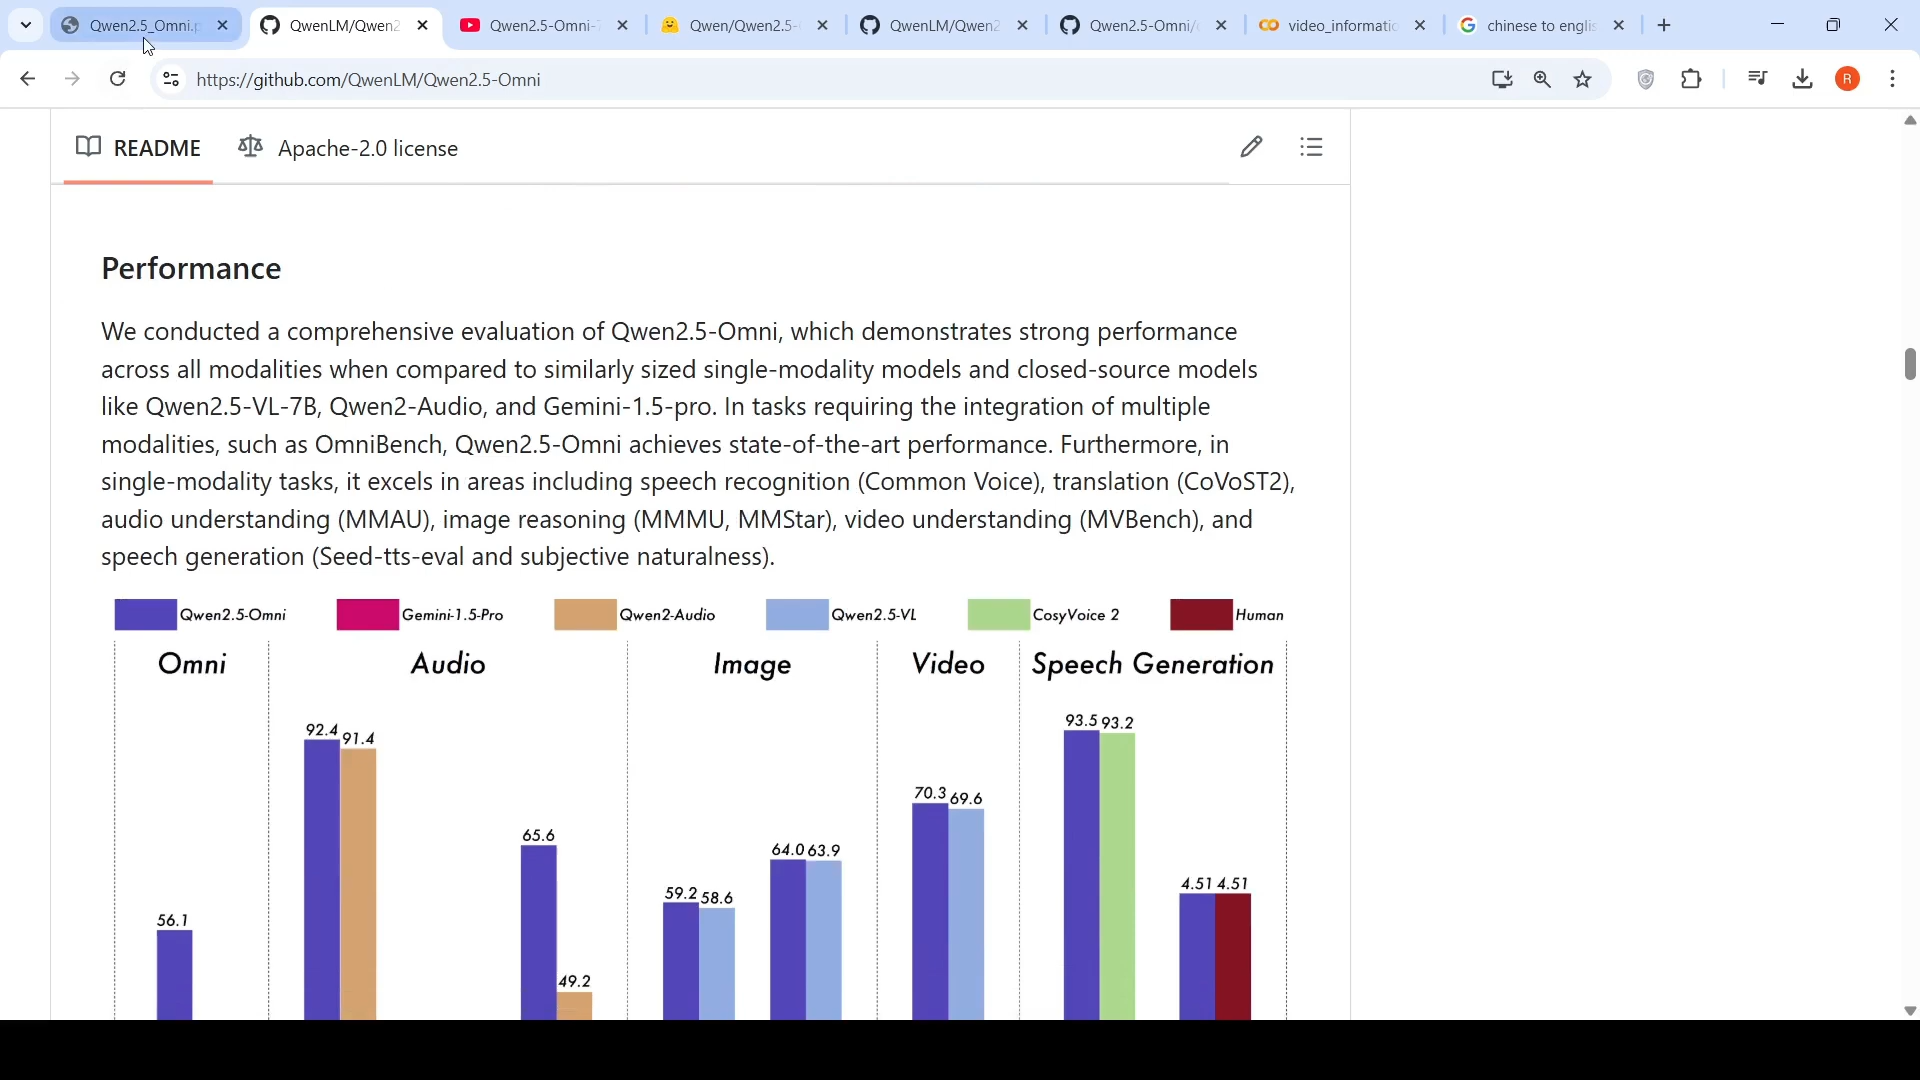 Qwen2.5_Omni.p
QwenLM/Qwen2
Qwen2.5-Omni-7
Qwen/Qwen2.5-
QwenLM/Qwen2
Qwen2.5-Omni/
video_informatic
chinese to englis
https://github.com/QwenLM/Qwen2.5-Omni
R
README
Apache-2.0 license
Performance
We conducted a comprehensive evaluation of Qwen2.5-Omni, which demonstrates strong performance
across all modalities when compared to similarly sized single-modality models and closed-source models
like Qwen2.5-VL-7B, Qwen2-Audio, and Gemini-1.5-pro. In tasks requiring the integration of multiple
modalities, such as OmniBench, Qwen2.5-Omni achieves state-of-the-art performance. Furthermore, in
single-modality tasks, it excels in areas including speech recognition (Common Voice), translation (CoVoST2),
audio understanding (MMAU), image reasoning (MMMU, MMStar), video understanding (MVBench), and
speech generation (Seed-tts-eval and subjective naturalness).
Qwen2.5-Omni Gemini-1.5-Pro Qwen2-Audio Qwen2.5-VL CosyVoice 2 Human
Omni Audio Image Video Speech Generation
93.5 93.2
92.4 91.4
70.3 69.6
65.6
64.0 63.9
4.51 4.51
59.2 58.6
56.1
49.2